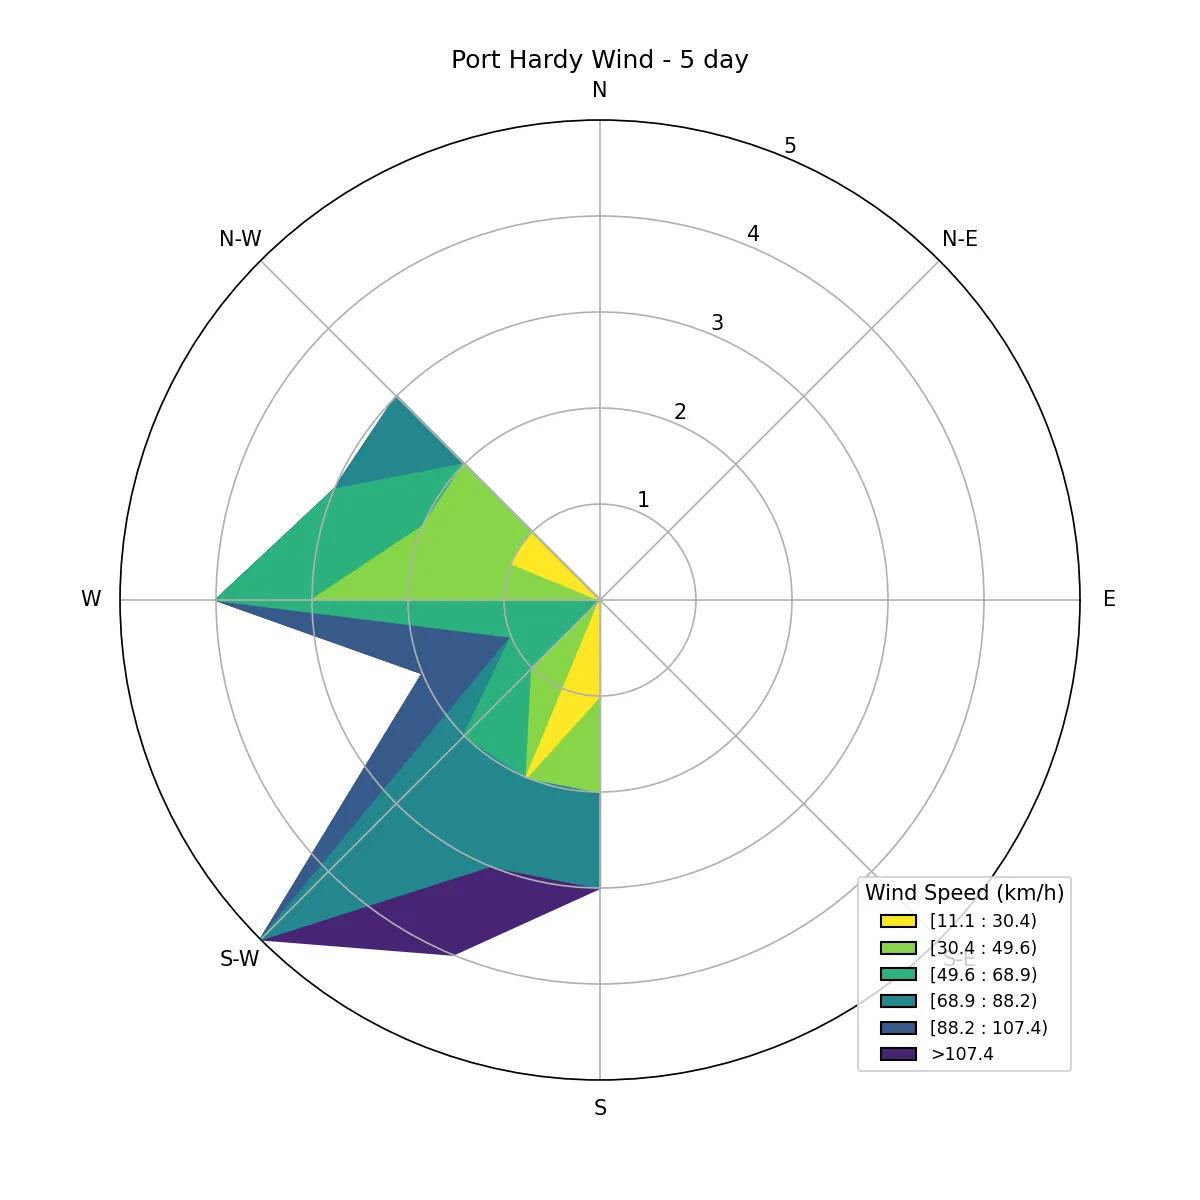 Port Hardy Wind - 5 day
N
5
N-W
4
N-E
3
2
1
W
E
Wind Speed (km/h)
[11.1 : 30.4)
[30.4 : 49.6)
S-W
S-E
[49.6 : 68.9)
[68.9 : 88.2)
[88.2 : 107.4)
>107.4
S